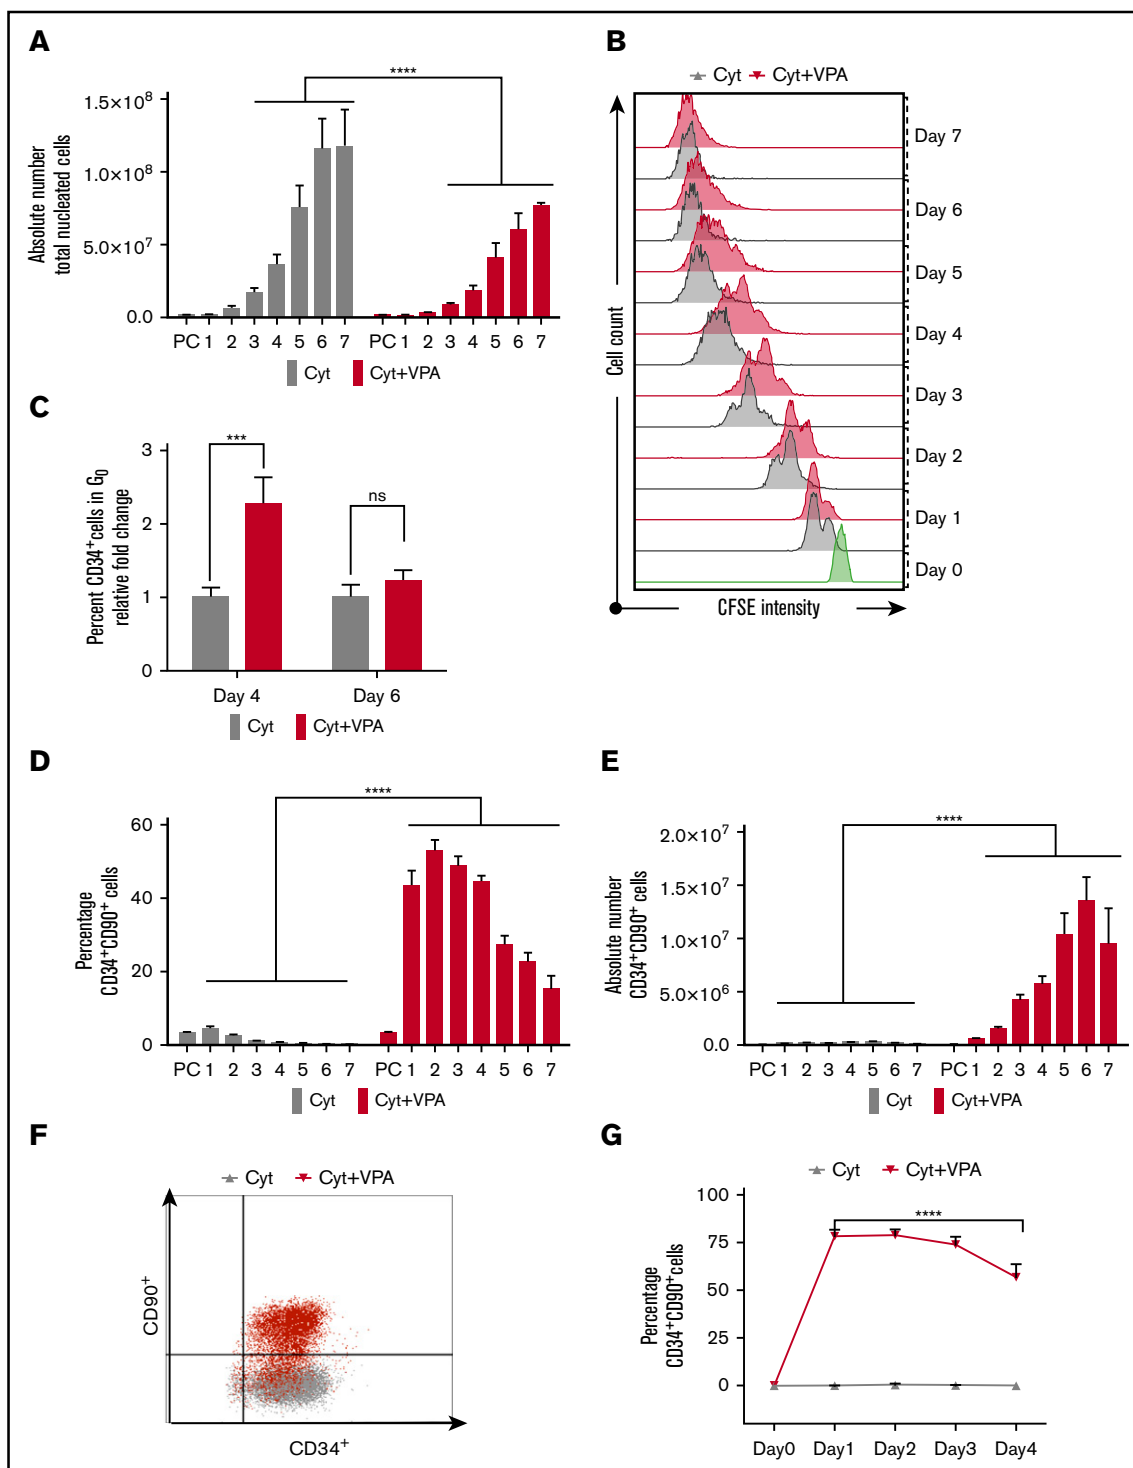 A
****
1.5×10⁸
1.0×10⁸
5.0×10⁷
0.0
Absolute number
total nucleated cells
PC 1 2 3 4 5 6 7 PC 1 2 3 4 5 6 7
Cyt Cyt+VPA
B
Cyt Cyt+VPA
Day 7
Day 6
Day 5
Day 4
Day 3
Day 2
Day 1
Day 0
Cell count
CFSE intensity
C
***
ns
3
2
1
0
Percent CD34⁺cells in G₀
relative fold change
Day 4 Day 6
Cyt Cyt+VPA
D
****
60
40
20
0
Percentage
CD34⁺CD90⁺ cells
PC 1 2 3 4 5 6 7 PC 1 2 3 4 5 6 7
Cyt Cyt+VPA
E
****
2.0×10⁷
1.5×10⁷
1.0×10⁷
5.0×10⁶
0.0
Absolute number
CD34⁺CD90⁺ cells
PC 1 2 3 4 5 6 7 PC 1 2 3 4 5 6 7
Cyt Cyt+VPA
F
Cyt Cyt+VPA
CD90⁺
CD34⁺
G
Cyt Cyt+VPA
****
100
75
50
25
0
Percentage
CD34⁺CD90⁺cells
Day0 Day1 Day2 Day3 Day4